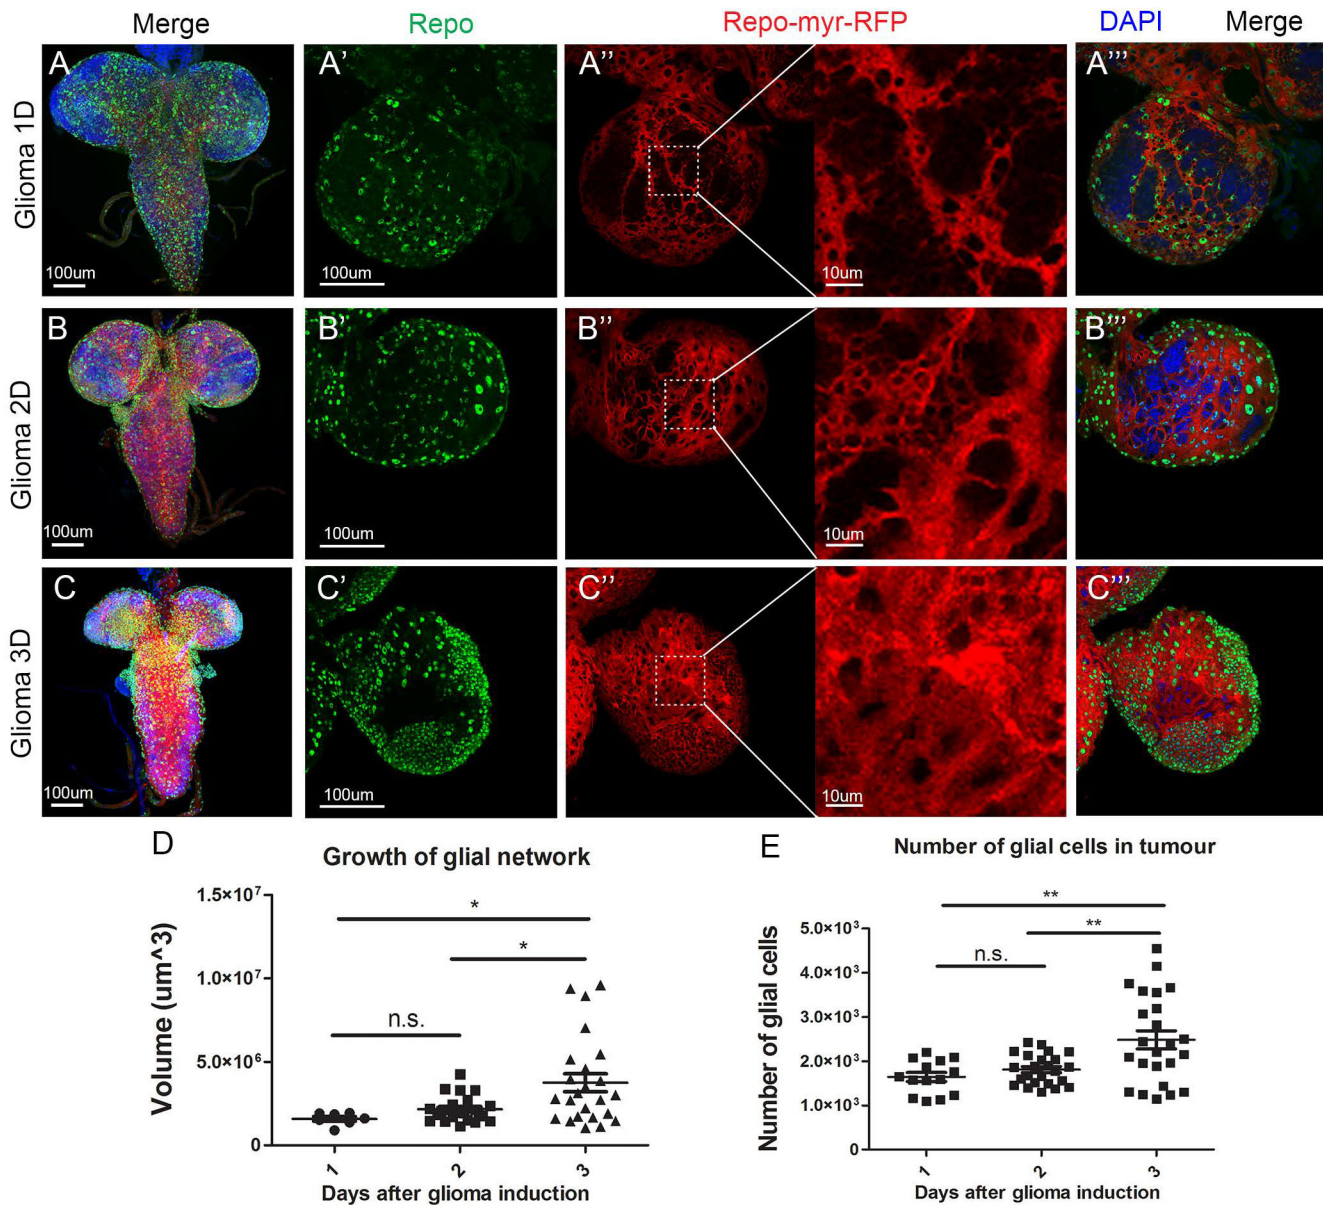 Merge Repo Repo-myr-RFP DAPI Merge
Glioma 1D
A A' A'' A'''
100um 100um 10um
Glioma 2D
B B' B'' B'''
100um 100um 10um
Glioma 3D
C C' C'' C'''
100um 100um 10um
D
Growth of glial network
Volume (um^3)
1.5×10⁷
1.0×10⁷
5.0×10⁶
0
*
*
n.s.
1 2 3
Days after glioma induction
E
Number of glial cells in tumour
Number of glial cells
5.0×10³
4.0×10³
3.0×10³
2.0×10³
1.0×10³
0
**
**
n.s.
1 2 3
Days after glioma induction